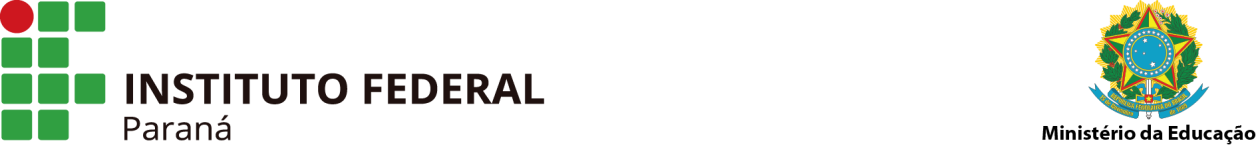 INSTITUTO FEDERAL
Paraná
Ministério da Educação